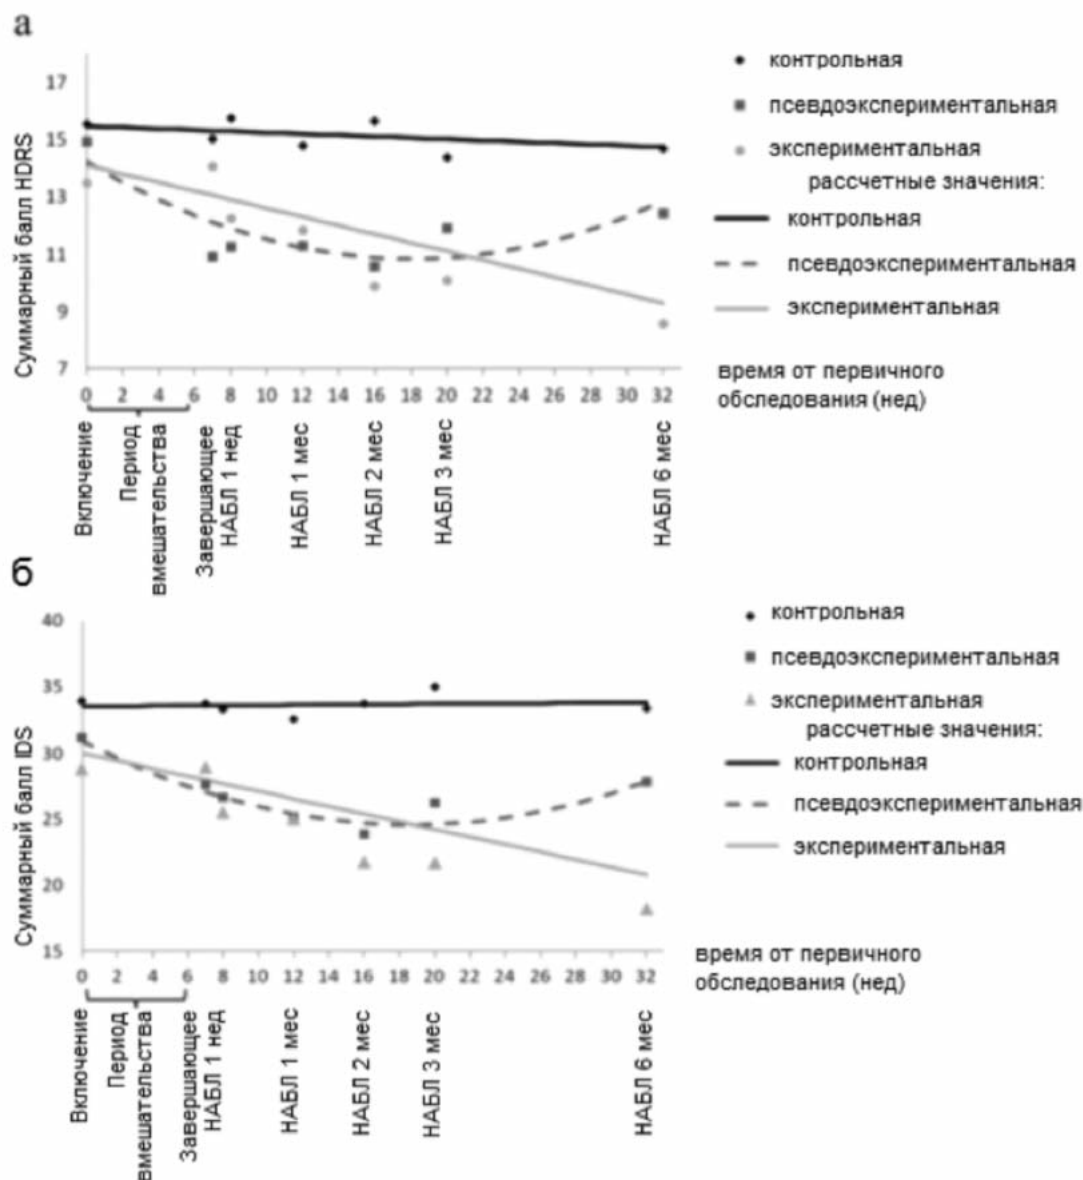 а
Суммарный балл HDRS
17
15
13
11
9
7
0 2 4 6 8 10 12 14 16 18 20 22 24 26 28 30 32
контрольная
псевдоэкспериментальная
экспериментальная
рассчетные значения:
контрольная
псевдоэкспериментальная
экспериментальная
время от первичного
обследования (нед)
Включение
Период
вмешательства
Завершающее
НАБЛ 1 нед
НАБЛ 1 мес
НАБЛ 2 мес
НАБЛ 3 мес
НАБЛ 6 мес
б
Суммарный балл IDS
40
35
30
25
20
15
0 2 4 6 8 10 12 14 16 18 20 22 24 26 28 30 32
контрольная
псевдоэкспериментальная
экспериментальная
рассчетные значения:
контрольная
псевдоэкспериментальная
экспериментальная
время от первичного
обследования (нед)
Включение
Период
вмешательства
Завершающее
НАБЛ 1 нед
НАБЛ 1 мес
НАБЛ 2 мес
НАБЛ 3 мес
НАБЛ 6 мес